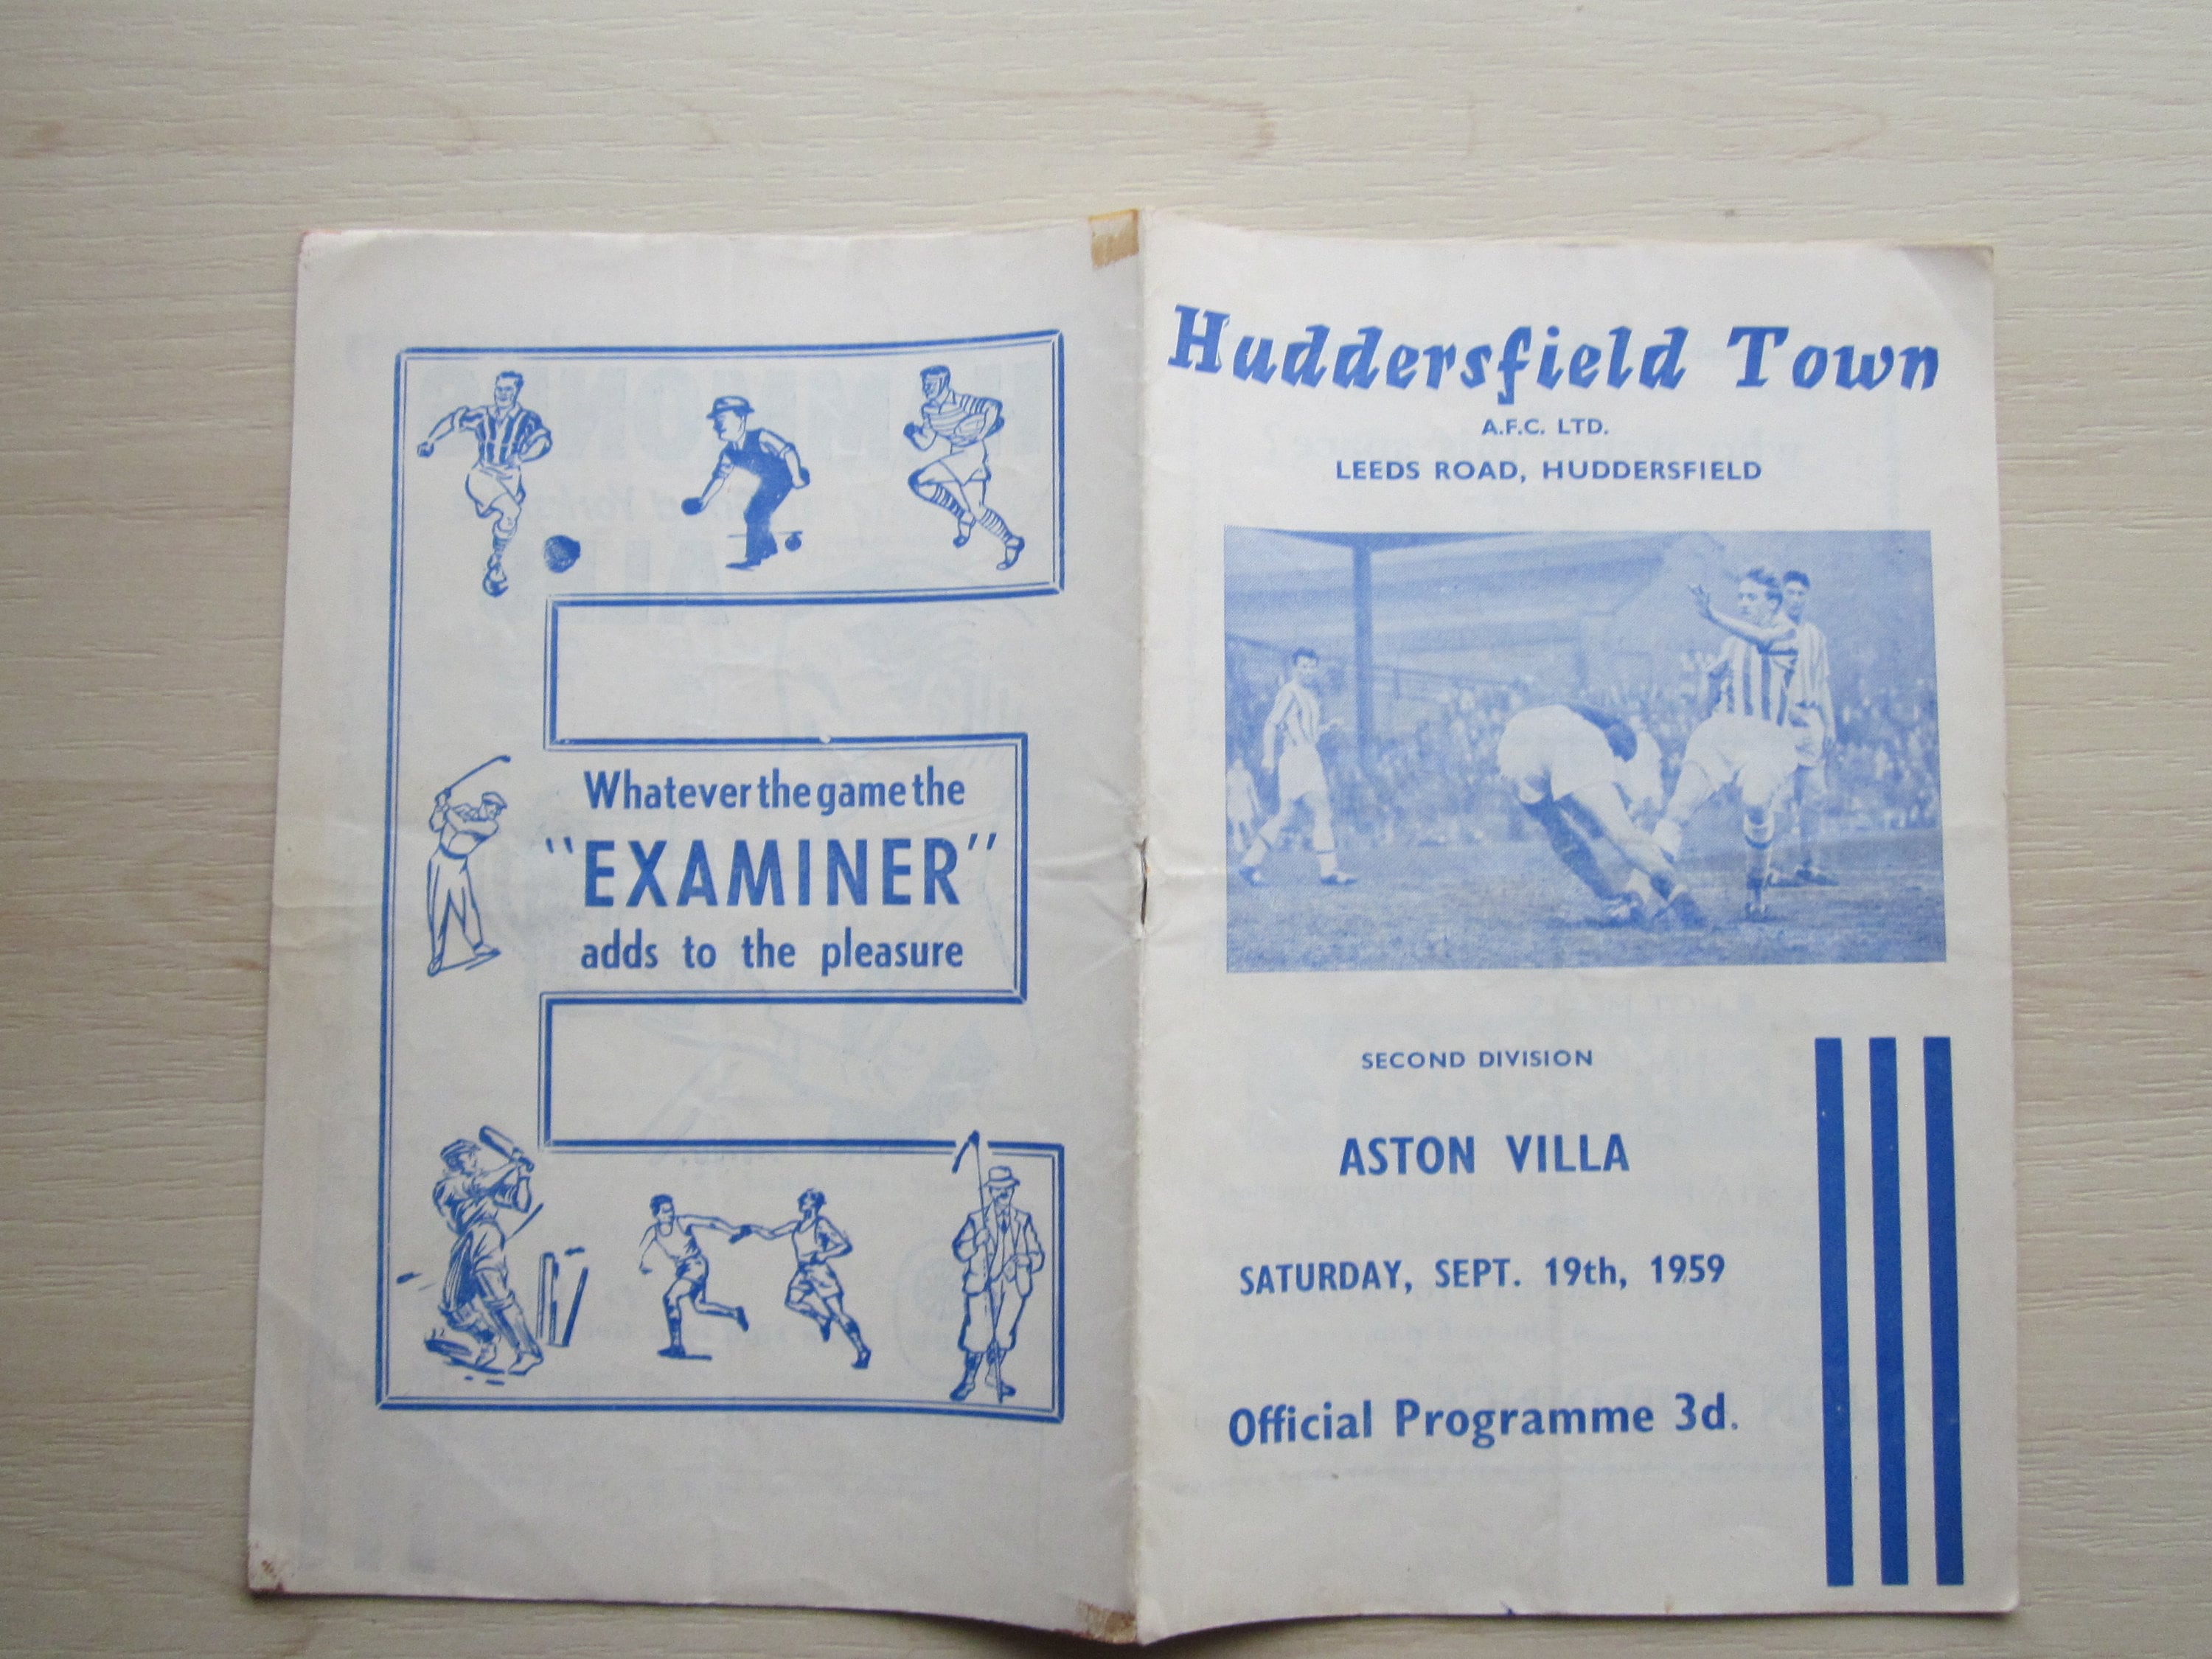 Whatever the game the
"EXAMINER"
adds to the pleasure
Huddersfield Town
A.F.C. LTD.
LEEDS ROAD, HUDDERSFIELD
SECOND DIVISION
ASTON VILLA
SATURDAY, SEPT. 19th, 1959
Official Programme 3d.